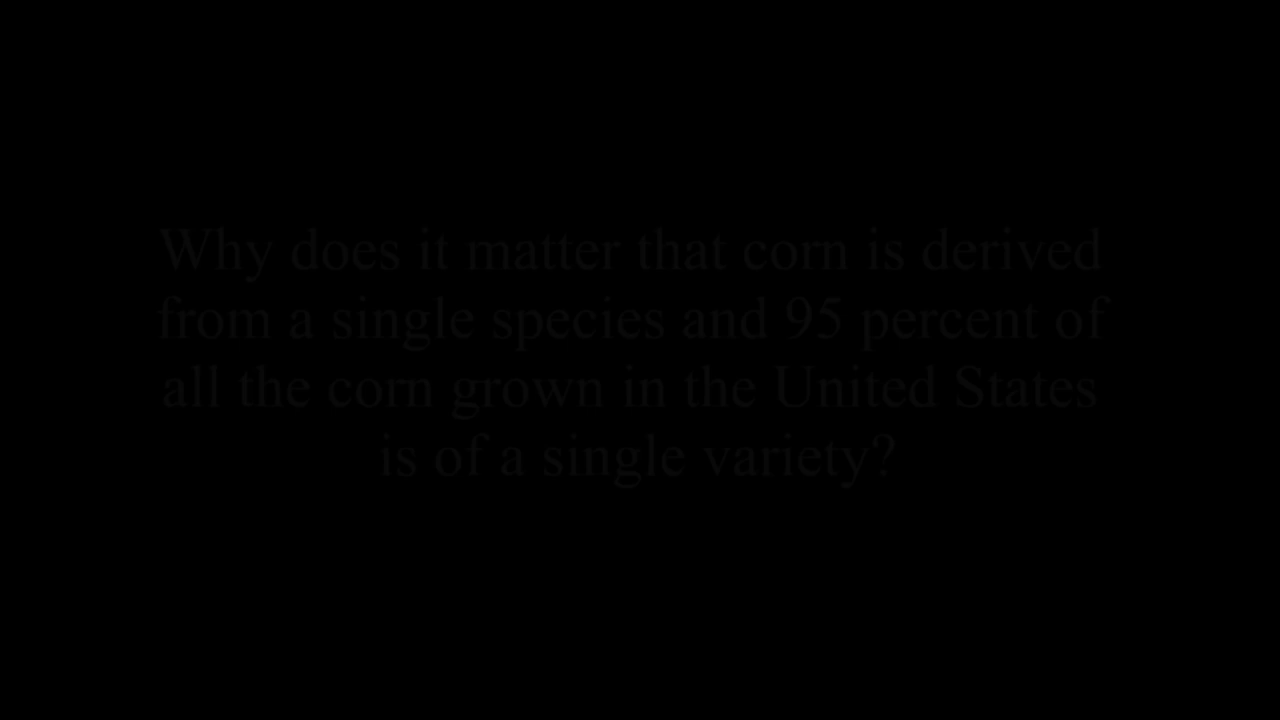 Why does it matter that corn is derived
from a single species and 95 percent of
all the corn grown in the United States
is of a single variety?